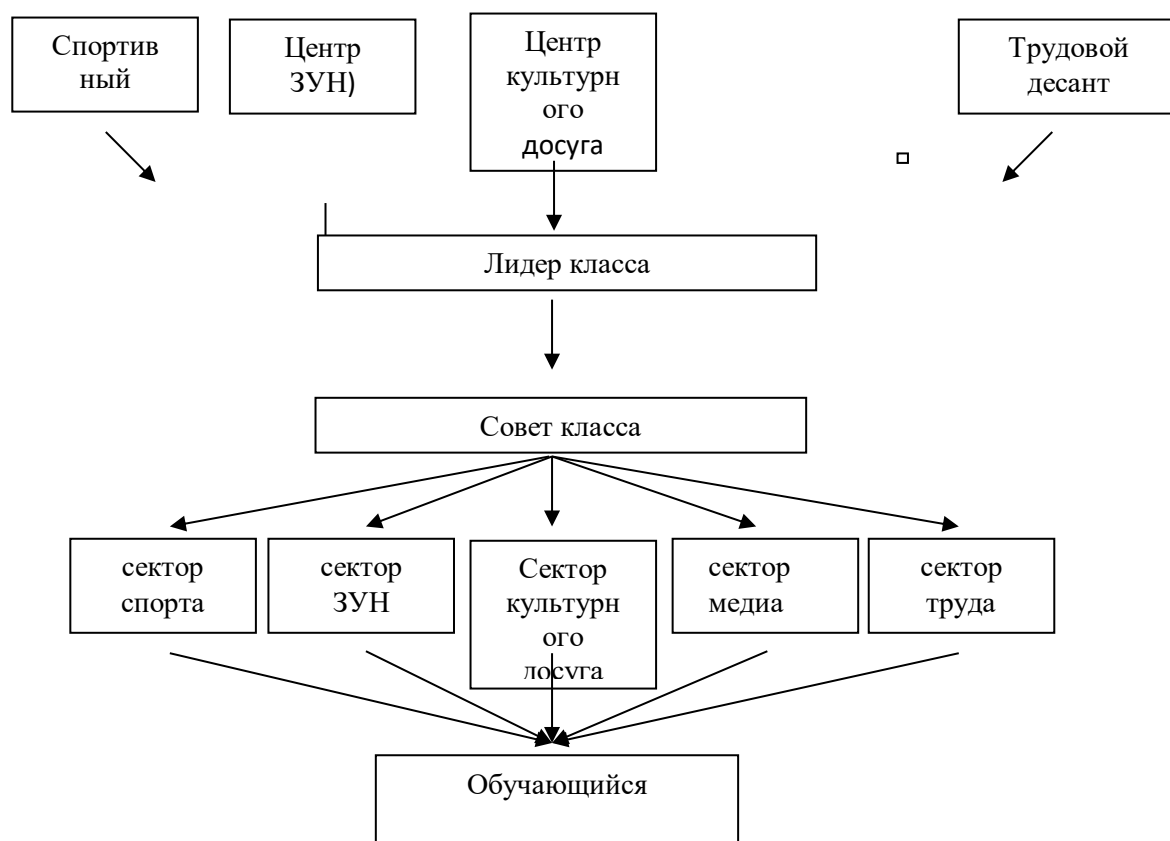 Спортив
ный
Центр
ЗУН)
Центр
культурн
ого
досуга
Трудовой
десант
Лидер класса
Совет класса
сектор
спорта
сектор
ЗУН
Сектор
культурн
ого
досуга
сектор
медиа
сектор
труда
Обучающийся